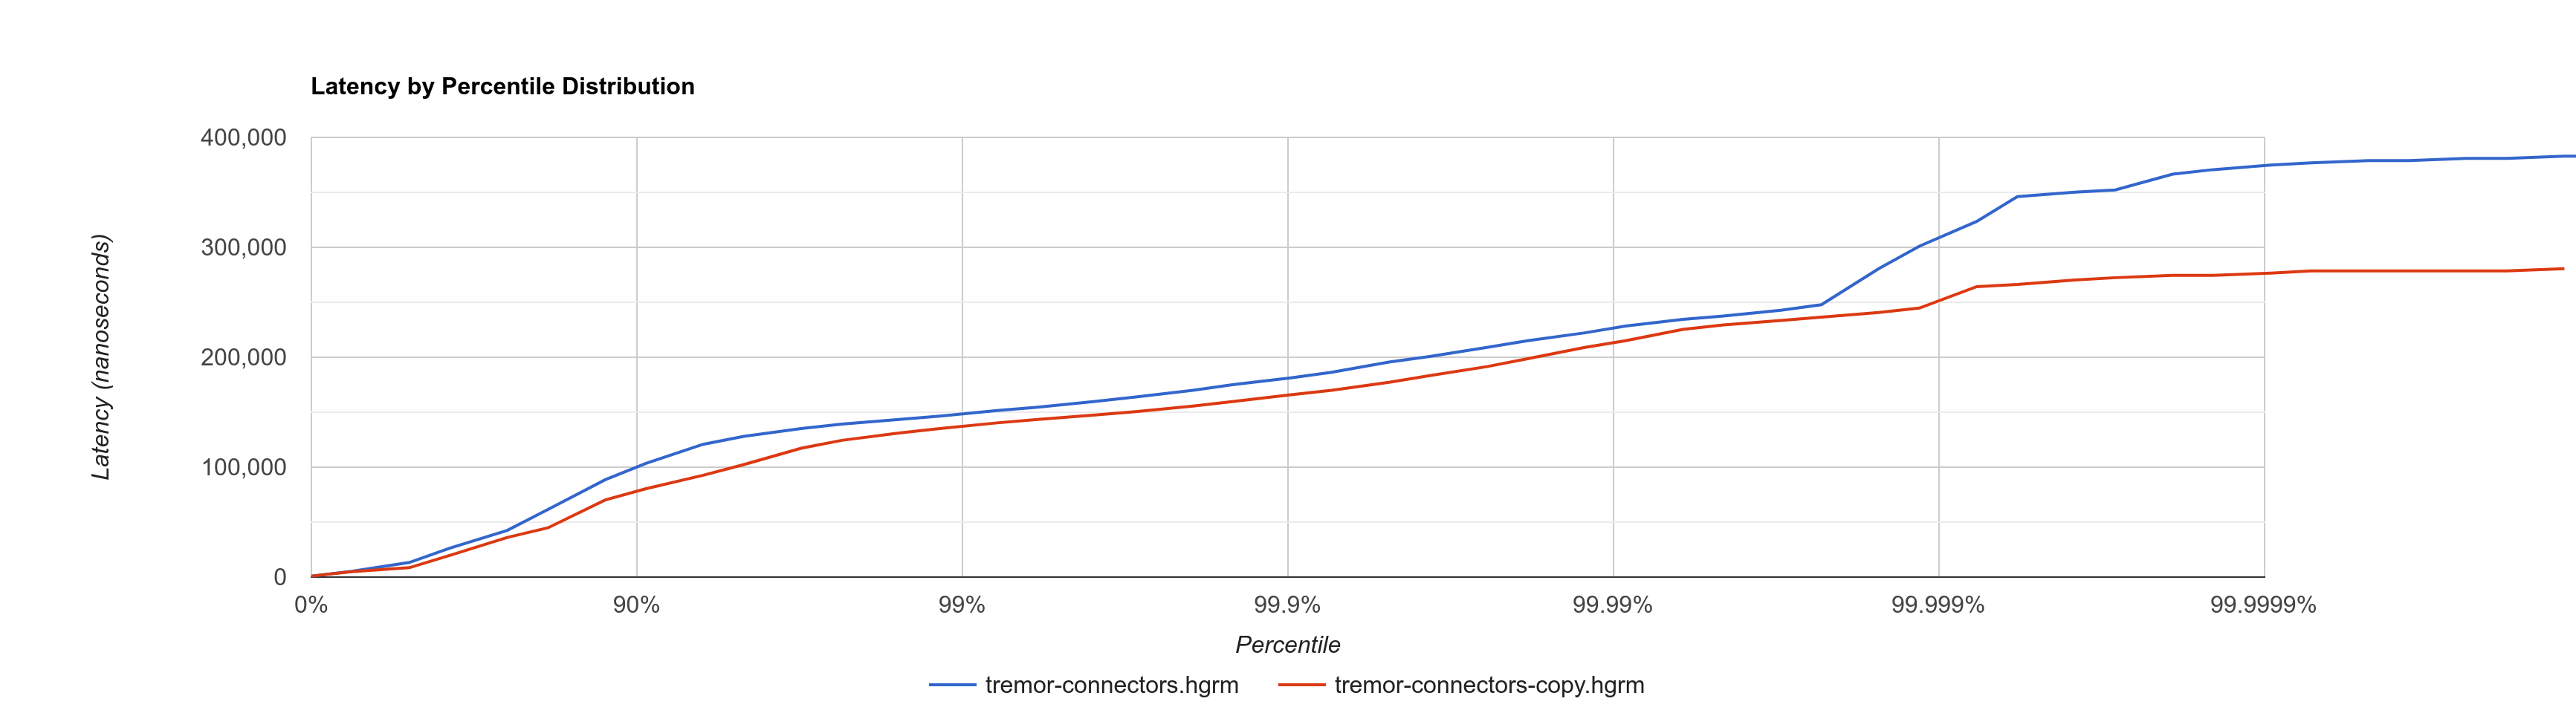 Latency by Percentile Distribution
400,000
300,000
200,000
100,000
0
Latency (nanoseconds)
0% 90% 99% 99.9% 99.99% 99.999% 99.9999%
Percentile
tremor-connectors.hgrm tremor-connectors-copy.hgrm